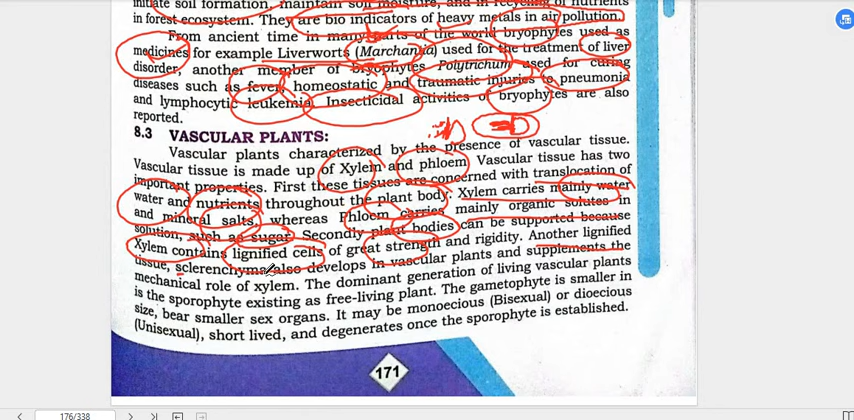 initiate soil formation, maintain soil moisture, and in recycling of nutrients
in forest ecosystem. They are bio indicators of heavy metals in air pollution.
From ancient time in many parts of the world bryophytes used as
medicines for example Liverworts (Marchantia) used for the treatment of liver
disorder, another member of Bryophytes Polytrichum used for curing
diseases such as fever, homeostatic and traumatic injuries to pneumonia
and lymphocytic leukemia. Insecticidal activities of bryophytes are also
reported.
8.3 VASCULAR PLANTS:
Vascular plants characterized by the presence of vascular tissue.
Vascular tissue is made up of Xylem and phloem. Vascular tissue has two
important properties. First these tissues are concerned with translocation of
water and nutrients throughout the plant body. Xylem carries mainly water
and mineral salts, whereas Phloem carries mainly organic solutes in
solution, such as sugar. Secondly plant bodies can be supported because
Xylem contains lignified cells of great strength and rigidity. Another lignified
tissue, sclerenchyma also develops in vascular plants and supplements the
mechanical role of xylem. The dominant generation of living vascular plants
is the sporophyte existing as free-living plant. The gametophyte is smaller in
size, bear smaller sex organs. It may be monoecious (Bisexual) or dioecious
(Unisexual), short lived, and degenerates once the sporophyte is established.
171
176/338